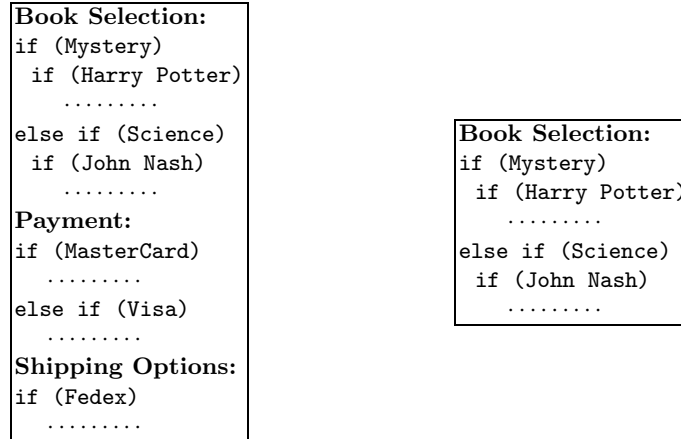 Book Selection:
if (Mystery)
if (Harry Potter)
.........
else if (Science)
if (John Nash)
.........
Payment:
if (MasterCard)
.........
else if (Visa)
.........
Shipping Options:
if (Fedex)
.........
Book Selection:
if (Mystery)
if (Harry Potter)
.........
else if (Science)
if (John Nash)
.........